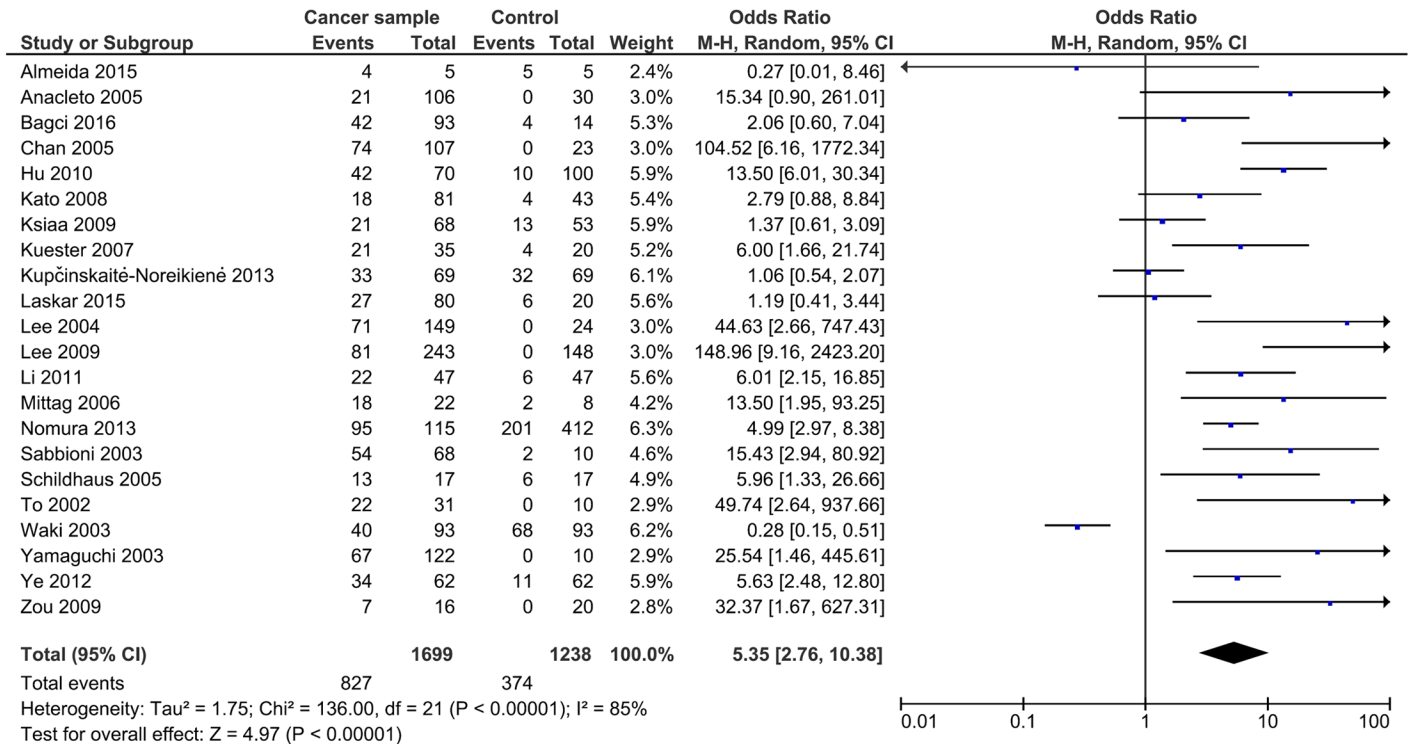 Cancer sample Control Odds Ratio Odds Ratio
Study or Subgroup Events Total Events Total Weight M-H, Random, 95% CI M-H, Random, 95% CI
Almeida 2015 4 5 5 5 2.4% 0.27 [0.01, 8.46]
Anacleto 2005 21 106 0 30 3.0% 15.34 [0.90, 261.01]
Bagci 2016 42 93 4 14 5.3% 2.06 [0.60, 7.04]
Chan 2005 74 107 0 23 3.0% 104.52 [6.16, 1772.34]
Hu 2010 42 70 10 100 5.9% 13.50 [6.01, 30.34]
Kato 2008 18 81 4 43 5.4% 2.79 [0.88, 8.84]
Ksiaa 2009 21 68 13 53 5.9% 1.37 [0.61, 3.09]
Kuester 2007 21 35 4 20 5.2% 6.00 [1.66, 21.74]
Kupčinskaitė-Noreikienė 2013 33 69 32 69 6.1% 1.06 [0.54, 2.07]
Laskar 2015 27 80 6 20 5.6% 1.19 [0.41, 3.44]
Lee 2004 71 149 0 24 3.0% 44.63 [2.66, 747.43]
Lee 2009 81 243 0 148 3.0% 148.96 [9.16, 2423.20]
Li 2011 22 47 6 47 5.6% 6.01 [2.15, 16.85]
Mittag 2006 18 22 2 8 4.2% 13.50 [1.95, 93.25]
Nomura 2013 95 115 201 412 6.3% 4.99 [2.97, 8.38]
Sabbioni 2003 54 68 2 10 4.6% 15.43 [2.94, 80.92]
Schildhaus 2005 13 17 6 17 4.9% 5.96 [1.33, 26.66]
To 2002 22 31 0 10 2.9% 49.74 [2.64, 937.66]
Waki 2003 40 93 68 93 6.2% 0.28 [0.15, 0.51]
Yamaguchi 2003 67 122 0 10 2.9% 25.54 [1.46, 445.61]
Ye 2012 34 62 11 62 5.9% 5.63 [2.48, 12.80]
Zou 2009 7 16 0 20 2.8% 32.37 [1.67, 627.31]
Total (95% CI) 1699 1238 100.0% 5.35 [2.76, 10.38]
Total events 827 374
Heterogeneity: Tau² = 1.75; Chi² = 136.00, df = 21 (P < 0.00001); I² = 85%
Test for overall effect: Z = 4.97 (P < 0.00001)
0.01 0.1 1 10 100